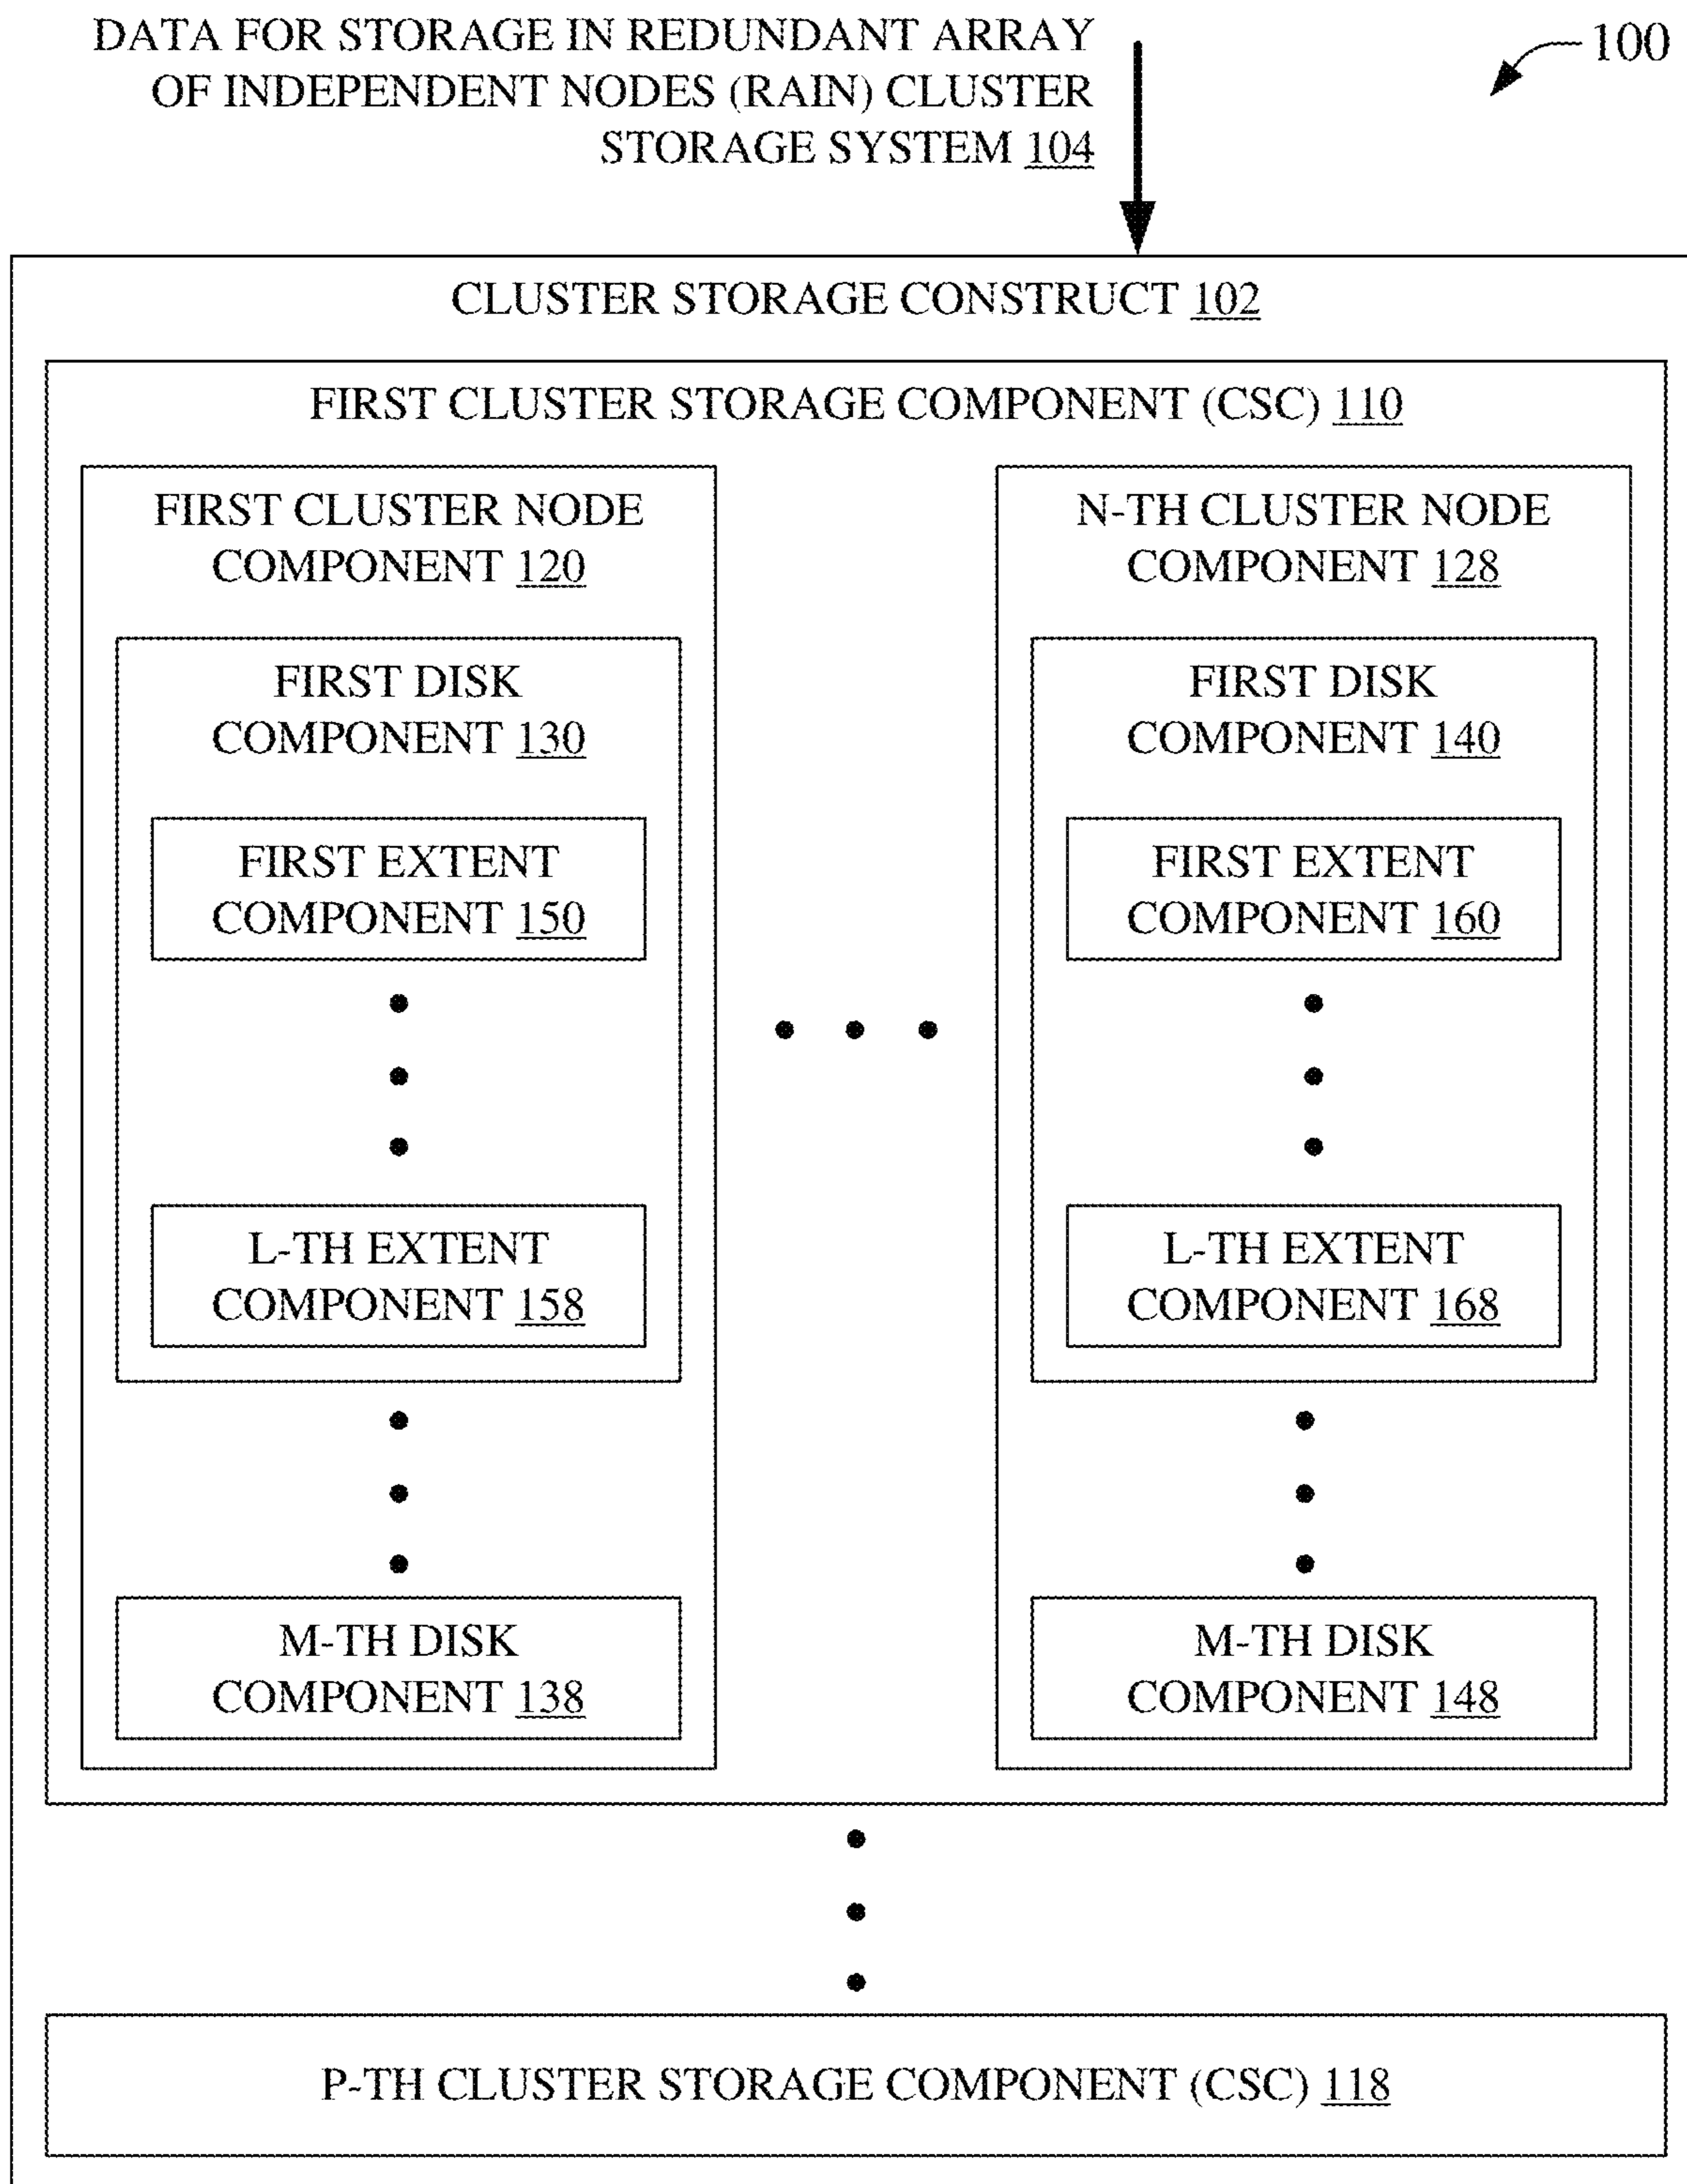 DATA FOR STORAGE IN REDUNDANT ARRAY
OF INDEPENDENT NODES (RAIN) CLUSTER
STORAGE SYSTEM 104
100
CLUSTER STORAGE CONSTRUCT 102
FIRST CLUSTER STORAGE COMPONENT (CSC) 110
FIRST CLUSTER NODE
COMPONENT 120
FIRST DISK
COMPONENT 130
FIRST EXTENT
COMPONENT 150
L-TH EXTENT
COMPONENT 158
M-TH DISK
COMPONENT 138
N-TH CLUSTER NODE
COMPONENT 128
FIRST DISK
COMPONENT 140
FIRST EXTENT
COMPONENT 160
L-TH EXTENT
COMPONENT 168
M-TH DISK
COMPONENT 148
P-TH CLUSTER STORAGE COMPONENT (CSC) 118